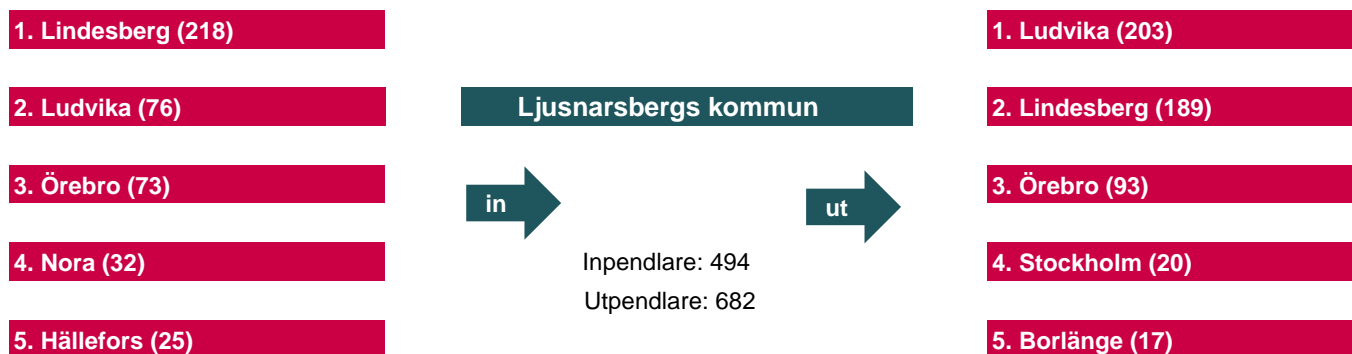 1. Lindesberg (218)
2. Ludvika (76)
3. Örebro (73)
4. Nora (32)
5. Hällefors (25)
Ljusnarsbergs kommun
in
ut
Inpendlare: 494
Utpendlare: 682
1. Ludvika (203)
2. Lindesberg (189)
3. Örebro (93)
4. Stockholm (20)
5. Borlänge (17)